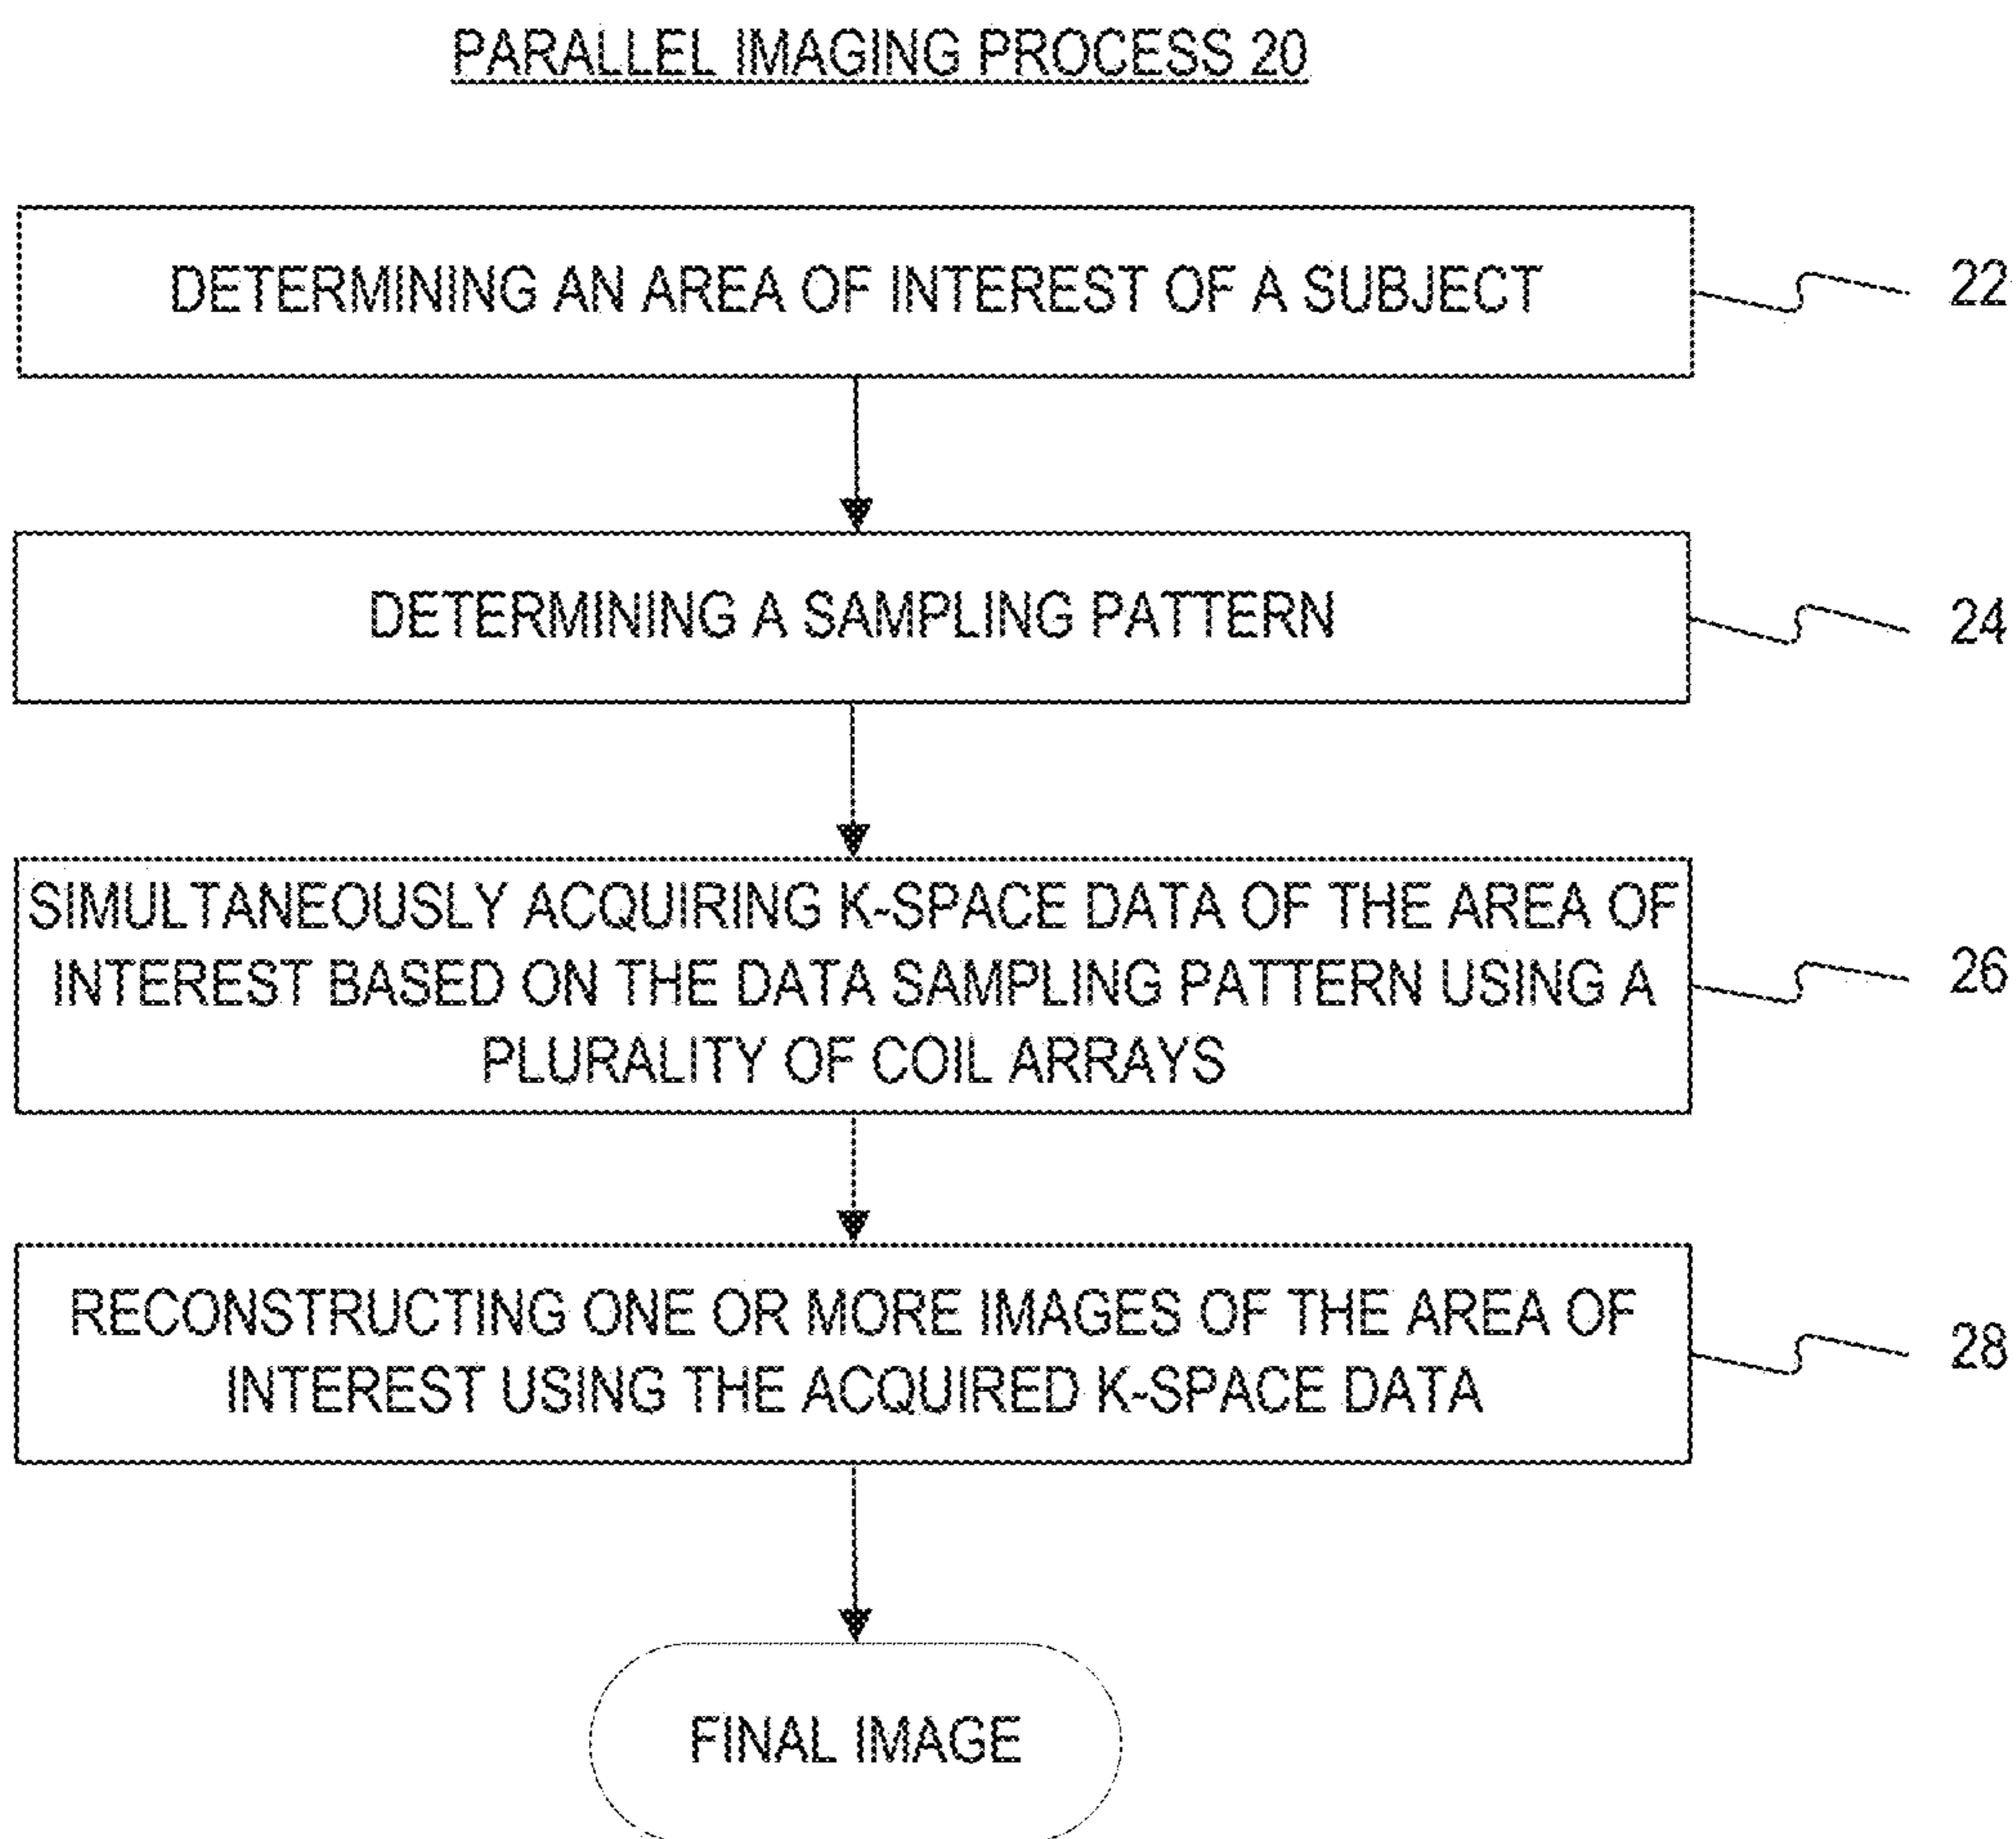 PARALLEL IMAGING PROCESS 20
DETERMINING AN AREA OF INTEREST OF A SUBJECT
22
DETERMINING A SAMPLING PATTERN
24
SIMULTANEOUSLY ACQUIRING K-SPACE DATA OF THE AREA OF
INTEREST BASED ON THE DATA SAMPLING PATTERN USING A
PLURALITY OF COIL ARRAYS
26
RECONSTRUCTING ONE OR MORE IMAGES OF THE AREA OF
INTEREST USING THE ACQUIRED K-SPACE DATA
28
FINAL IMAGE